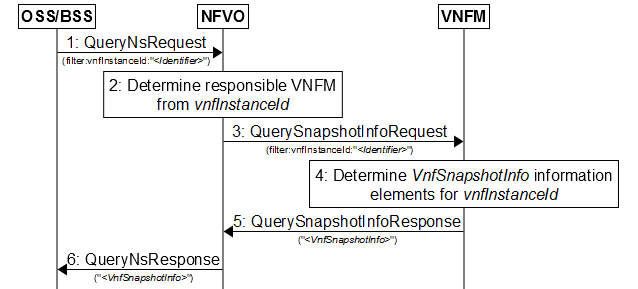 OSS/BSS NFVO VNFM
1: QueryNsRequest
(filter:vnfInstanceId:"<Identifier>")
2: Determine responsible VNFM
from vnfInstanceId
3: QuerySnapshotInfoRequest
(filter:vnfInstanceId:"<Identifier>")
4: Determine VnfSnapshotInfo information
elements for vnfInstanceId
5: QuerySnapshotInfoResponse
("<VnfSnapshotInfo>")
6: QueryNsResponse
("<VnfSnapshotInfo>")